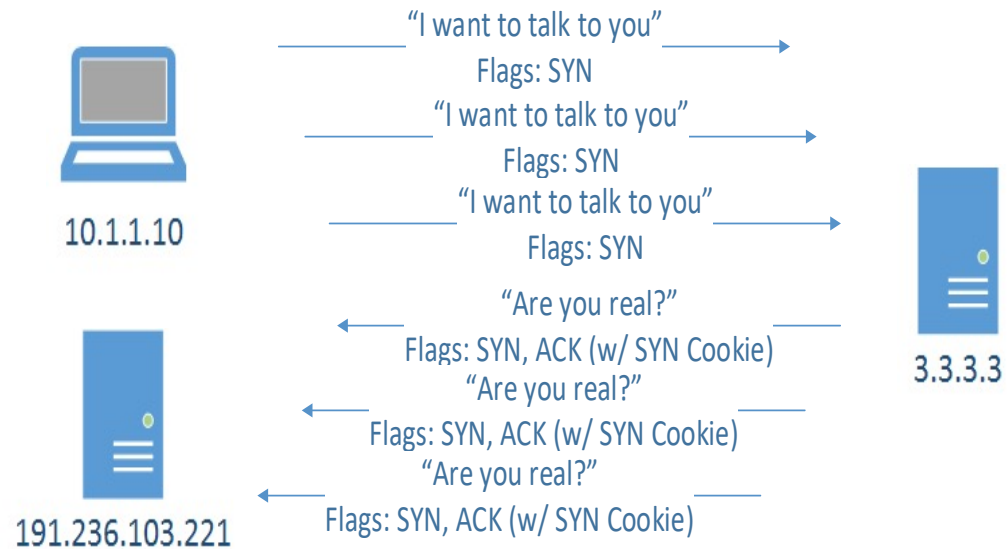 “I want to talk to you”
Flags: SYN
“I want to talk to you”
Flags: SYN
“I want to talk to you”
Flags: SYN
10.1.1.10
“Are you real?”
Flags: SYN, ACK (w/ SYN Cookie)
3.3.3.3
“Are you real?”
Flags: SYN, ACK (w/ SYN Cookie)
“Are you real?”
Flags: SYN, ACK (w/ SYN Cookie)
191.236.103.221